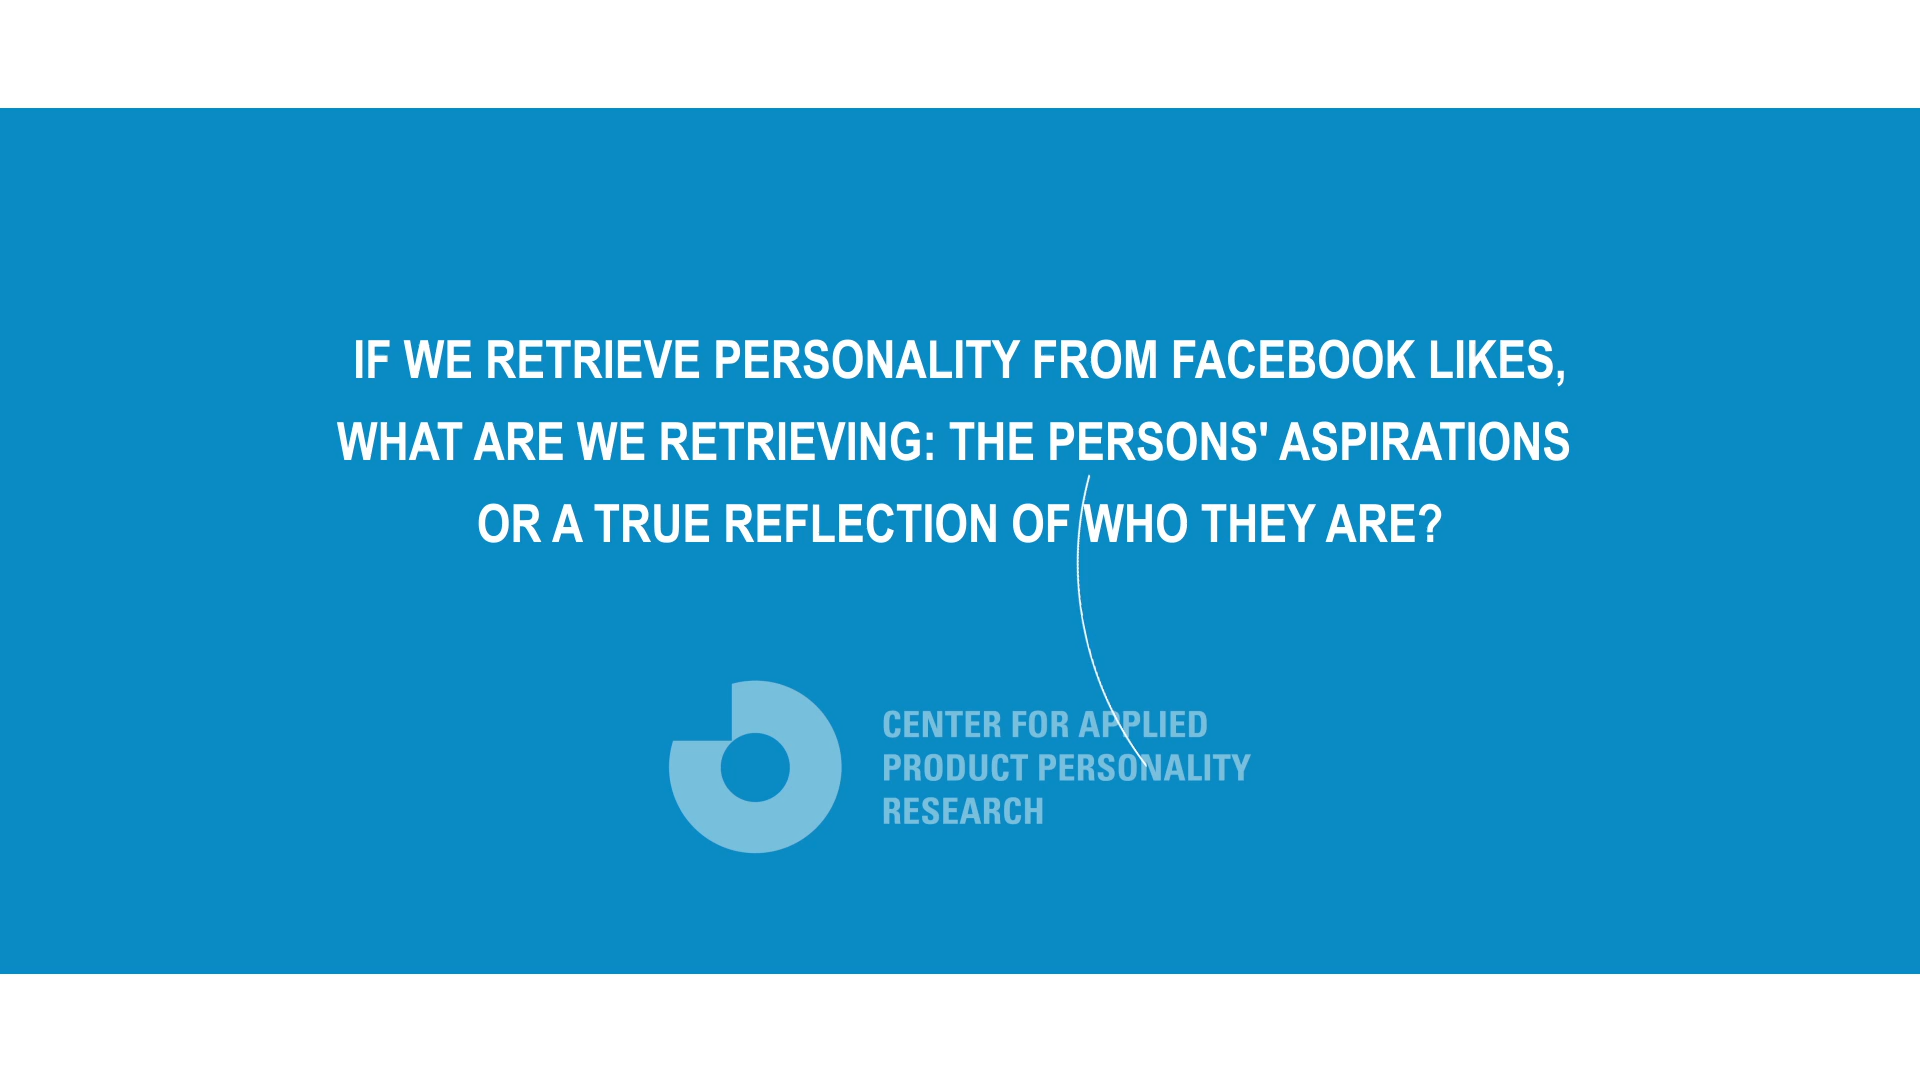 IF WE RETRIEVE PERSONALITY FROM FACEBOOK LIKES,
WHAT ARE WE RETRIEVING: THE PERSONS' ASPIRATIONS
OR A TRUE REFLECTION OF WHO THEY ARE?
CENTER FOR APPLIED
PRODUCT PERSONALITY
RESEARCH